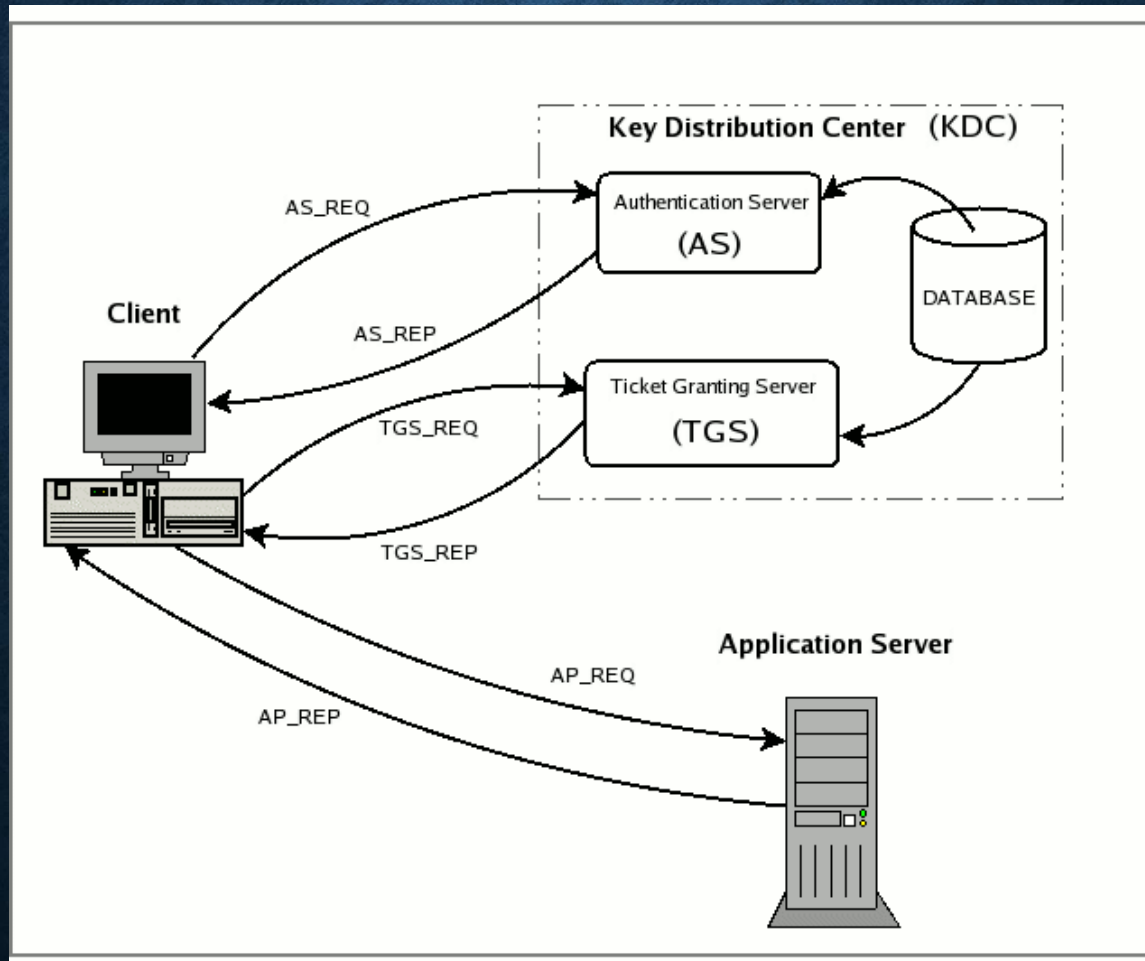 Key Distribution Center (KDC)
Authentication Server
(AS)
AS_REQ
DATABASE
Client
AS_REP
Ticket Granting Server
(TGS)
TGS_REQ
TGS_REP
Application Server
AP_REQ
AP_REP